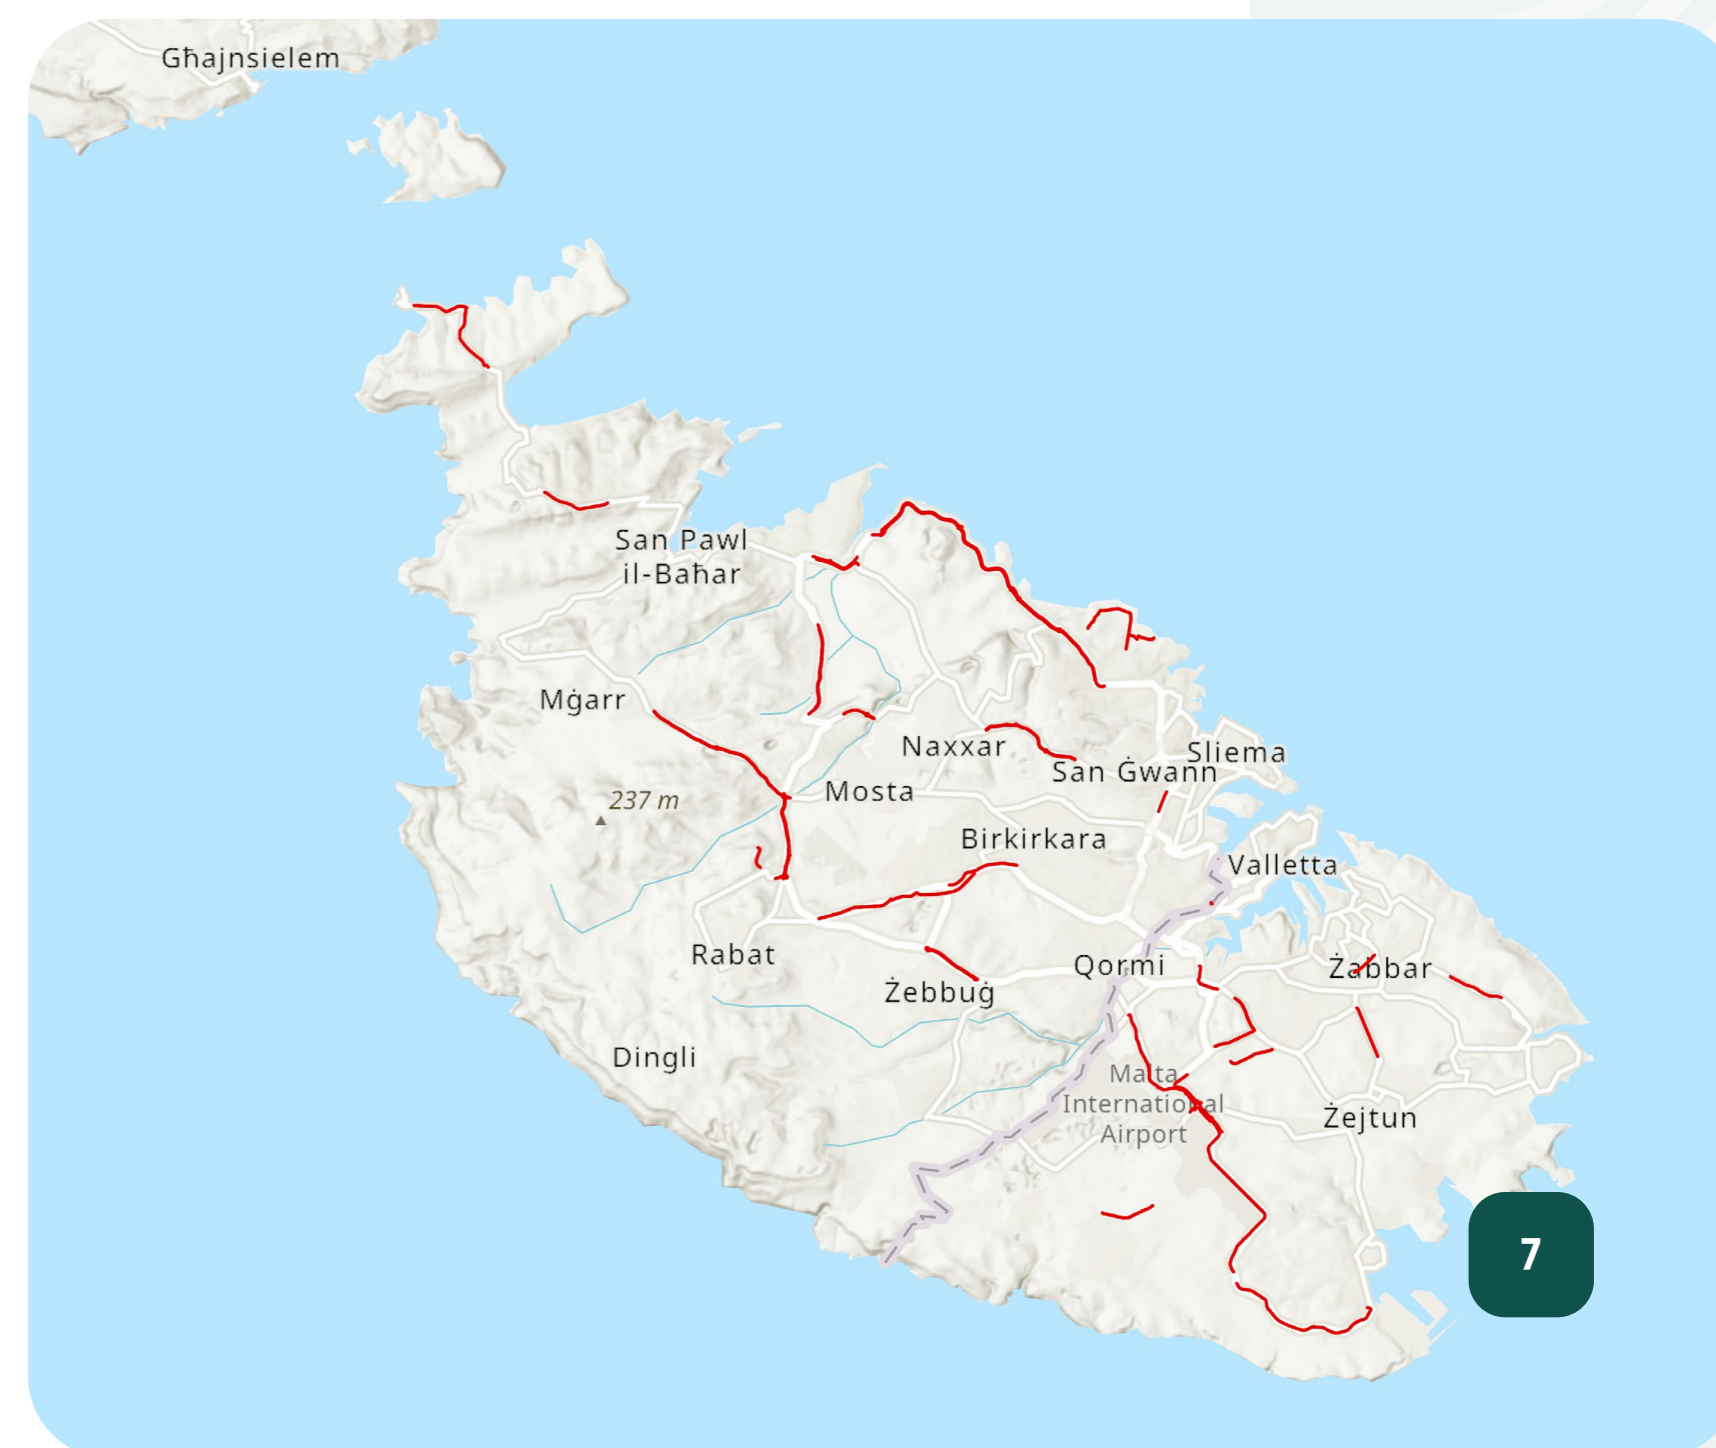 Għajnsielem
San Pawl
il-Baħar
Mġarr
Naxxar
Sliema
San Ġwann
237 m
Mosta
Birkirkara
Valletta
Rabat
Qormi
Żabbar
Żebbuġ
Dingli
Malta
International
Airport
Żejtun
7